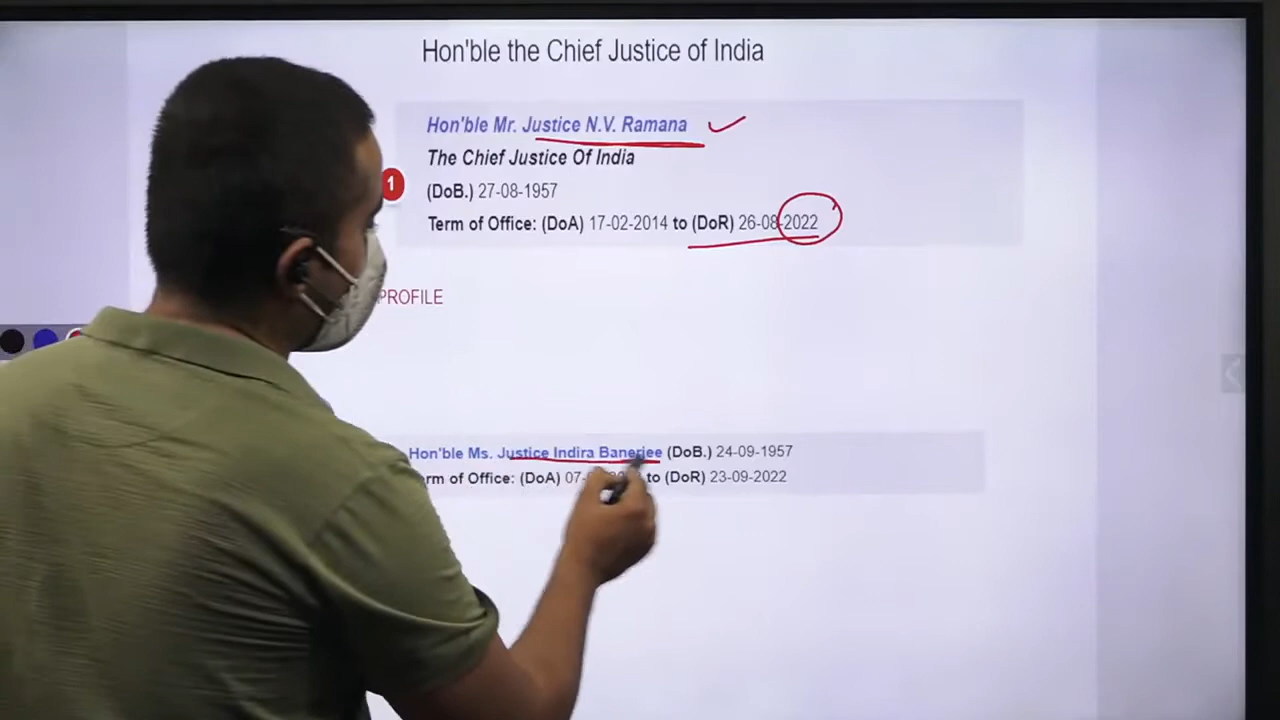 Hon'ble the Chief Justice of India
Hon'ble Mr. Justice N.V. Ramana
The Chief Justice Of India
1
(DoB.) 27-08-1957
Term of Office: (DoA) 17-02-2014 to (DoR) 26-08-2022
PROFILE
Hon'ble Ms. Justice Indira Banerjee (DoB.) 24-09-1957
of Office: (DoA) to (DoR) 23-09-2022